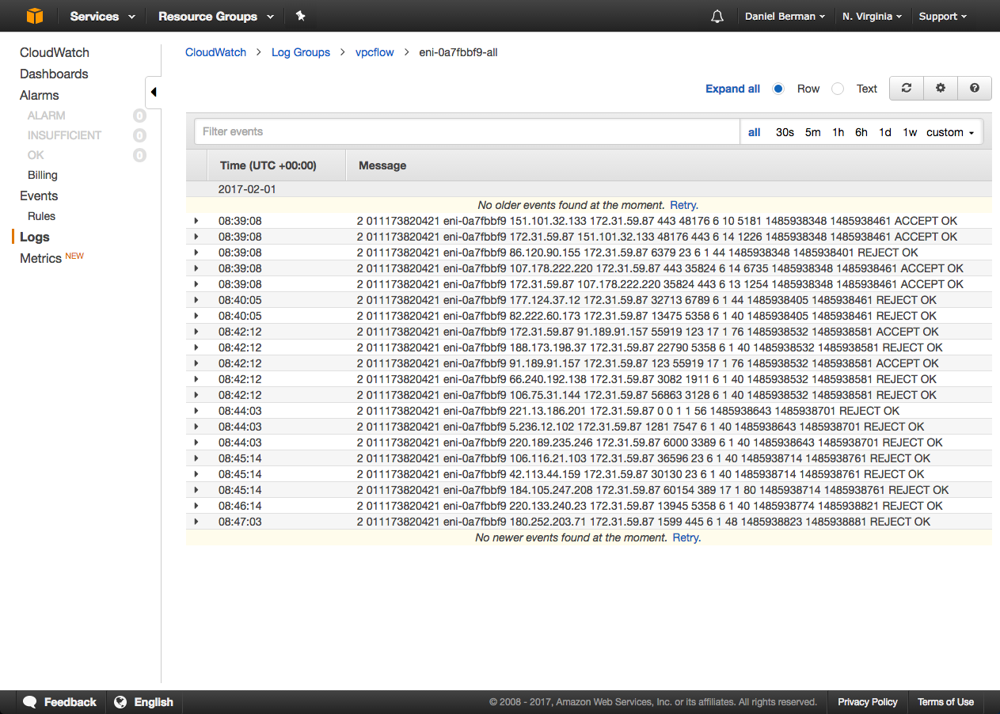 Services Resource Groups Daniel Berman N. Virginia Support
CloudWatch
Dashboards
Alarms
ALARM 0
INSUFFICIENT 0
OK 0
Billing
Events
Rules
Logs
Metrics NEW
CloudWatch > Log Groups > vpcflow > eni-0a7fbbf9-all
Expand all Row Text
Filter events all 30s 5m 1h 6h 1d 1w custom
Time (UTC +00:00) Message
2017-02-01
No older events found at the moment. Retry.
08:39:08 2 011173820421 eni-0a7fbbf9 151.101.32.133 172.31.59.87 443 48176 6 10 5181 1485938348 1485938461 ACCEPT OK
08:39:08 2 011173820421 eni-0a7fbbf9 172.31.59.87 151.101.32.133 48176 443 6 14 1226 1485938348 1485938461 ACCEPT OK
08:39:08 2 011173820421 eni-0a7fbbf9 86.120.90.155 172.31.59.87 6379 23 6 1 44 1485938348 1485938401 REJECT OK
08:39:08 2 011173820421 eni-0a7fbbf9 107.178.222.220 172.31.59.87 443 35824 6 14 6735 1485938348 1485938461 ACCEPT OK
08:39:08 2 011173820421 eni-0a7fbbf9 172.31.59.87 107.178.222.220 35824 443 6 13 1254 1485938348 1485938461 ACCEPT OK
08:40:05 2 011173820421 eni-0a7fbbf9 177.124.37.12 172.31.59.87 32713 6789 6 1 44 1485938405 1485938461 REJECT OK
08:40:05 2 011173820421 eni-0a7fbbf9 82.222.60.173 172.31.59.87 13475 5358 6 1 40 1485938405 1485938461 REJECT OK
08:42:12 2 011173820421 eni-0a7fbbf9 172.31.59.87 91.189.91.157 55919 123 17 1 76 1485938532 1485938581 ACCEPT OK
08:42:12 2 011173820421 eni-0a7fbbf9 188.173.198.37 172.31.59.87 22790 5358 6 1 40 1485938532 1485938581 REJECT OK
08:42:12 2 011173820421 eni-0a7fbbf9 91.189.91.157 172.31.59.87 123 55919 17 1 76 1485938532 1485938581 ACCEPT OK
08:42:12 2 011173820421 eni-0a7fbbf9 66.240.192.138 172.31.59.87 3082 1911 6 1 40 1485938532 1485938581 REJECT OK
08:42:12 2 011173820421 eni-0a7fbbf9 106.75.31.144 172.31.59.87 56863 3128 6 1 40 1485938532 1485938581 REJECT OK
08:44:03 2 011173820421 eni-0a7fbbf9 221.13.186.201 172.31.59.87 0 0 1 1 56 1485938643 1485938701 REJECT OK
08:44:03 2 011173820421 eni-0a7fbbf9 5.236.12.102 172.31.59.87 1281 7547 6 1 40 1485938643 1485938701 REJECT OK
08:44:03 2 011173820421 eni-0a7fbbf9 220.189.235.246 172.31.59.87 6000 3389 6 1 40 1485938643 1485938701 REJECT OK
08:45:14 2 011173820421 eni-0a7fbbf9 106.116.21.103 172.31.59.87 36596 23 6 1 40 1485938714 1485938761 REJECT OK
08:45:14 2 011173820421 eni-0a7fbbf9 42.113.44.159 172.31.59.87 30130 23 6 1 40 1485938714 1485938761 REJECT OK
08:45:14 2 011173820421 eni-0a7fbbf9 184.105.247.208 172.31.59.87 60154 389 17 1 80 1485938714 1485938761 REJECT OK
08:46:14 2 011173820421 eni-0a7fbbf9 220.133.240.23 172.31.59.87 13945 5358 6 1 40 1485938774 1485938821 REJECT OK
08:47:03 2 011173820421 eni-0a7fbbf9 180.252.203.71 172.31.59.87 1599 445 6 1 48 1485938823 1485938881 REJECT OK
No newer events found at the moment. Retry.
Feedback English © 2008 - 2017, Amazon Web Services, Inc. or its affiliates. All rights reserved. Privacy Policy Terms of Use